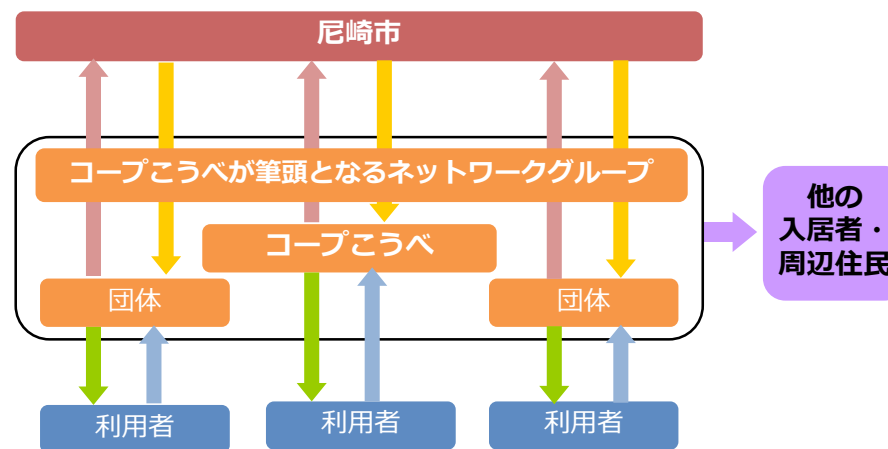 尼崎市
コープこうべが筆頭となるネットワークグループ
コープこうべ
団体
団体
他の
入居者・
周辺住民
利用者
利用者
利用者